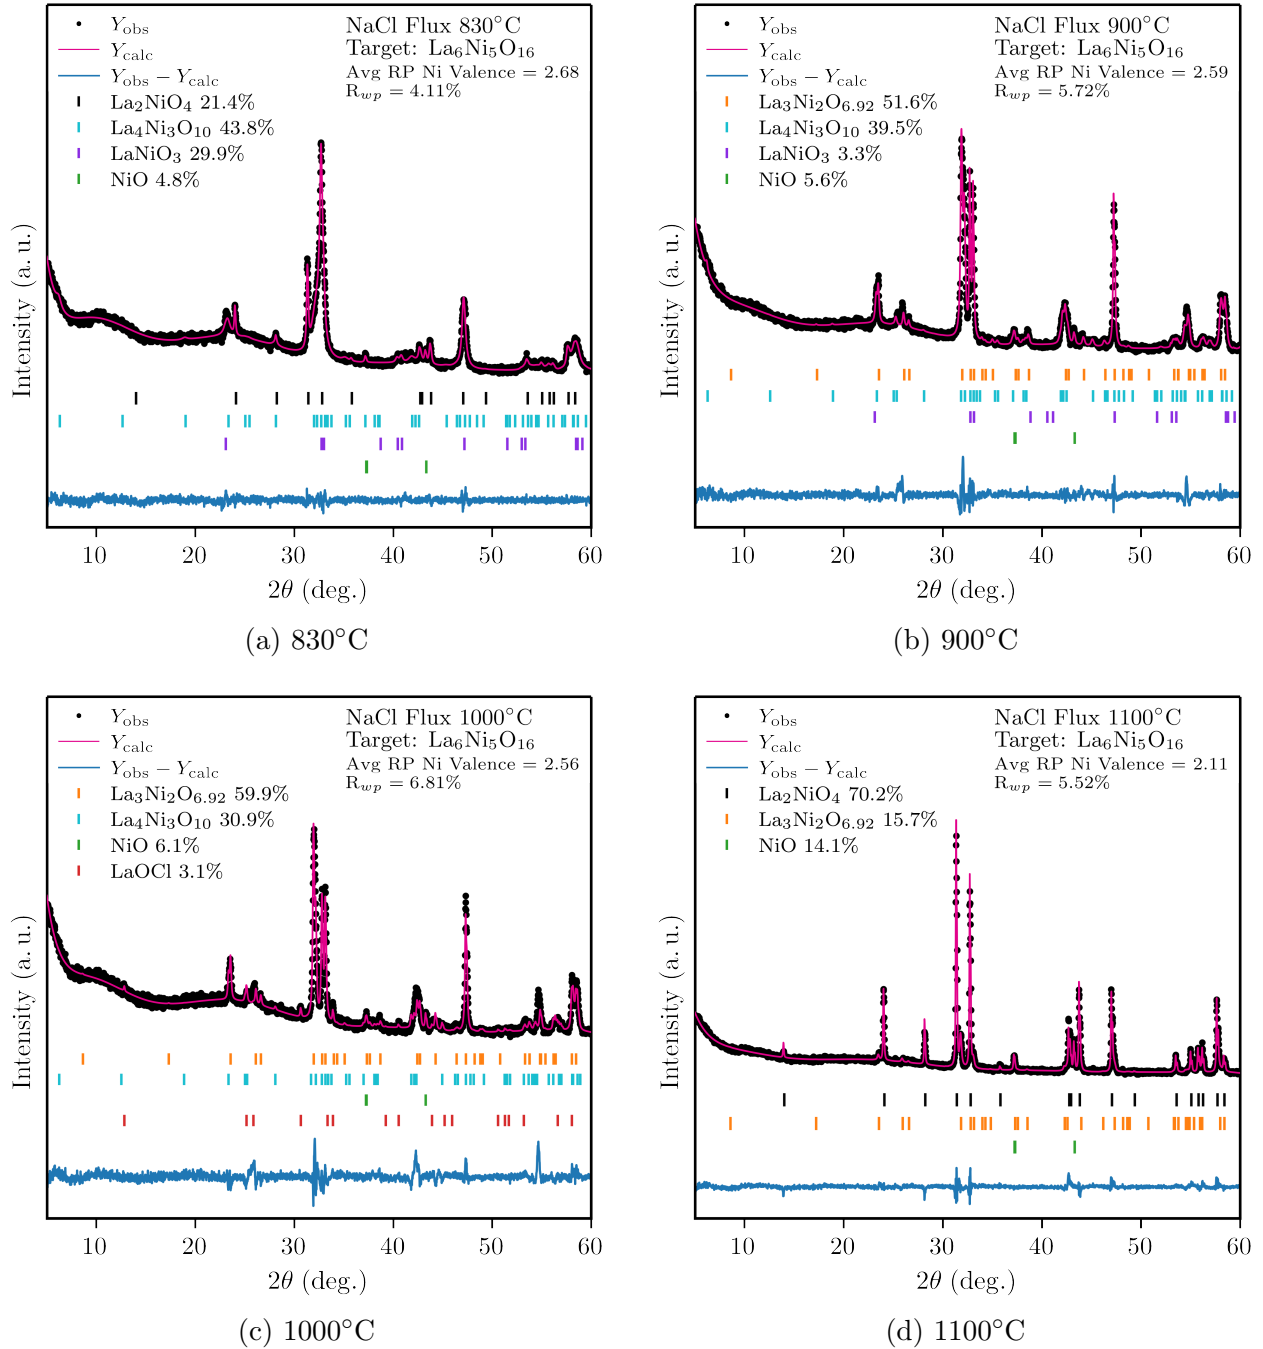 Y_obs
Y_calc
Y_obs − Y_calc
La₂NiO₄ 21.4%
La₄Ni₃O₁₀ 43.8%
LaNiO₃ 29.9%
NiO 4.8%
NaCl Flux 830°C
Target: La₆Ni₅O₁₆
Avg RP Ni Valence = 2.68
R_wp = 4.11%
Intensity (a. u.)
10 20 30 40 50 60
2θ (deg.)
(a) 830°C
Y_obs
Y_calc
Y_obs − Y_calc
La₃Ni₂O₆.₉₂ 51.6%
La₄Ni₃O₁₀ 39.5%
LaNiO₃ 3.3%
NiO 5.6%
NaCl Flux 900°C
Target: La₆Ni₅O₁₆
Avg RP Ni Valence = 2.59
R_wp = 5.72%
Intensity (a. u.)
10 20 30 40 50 60
2θ (deg.)
(b) 900°C
Y_obs
Y_calc
Y_obs − Y_calc
La₃Ni₂O₆.₉₂ 59.9%
La₄Ni₃O₁₀ 30.9%
NiO 6.1%
LaOCl 3.1%
NaCl Flux 1000°C
Target: La₆Ni₅O₁₆
Avg RP Ni Valence = 2.56
R_wp = 6.81%
Intensity (a. u.)
10 20 30 40 50 60
2θ (deg.)
(c) 1000°C
Y_obs
Y_calc
Y_obs − Y_calc
La₂NiO₄ 70.2%
La₃Ni₂O₆.₉₂ 15.7%
NiO 14.1%
NaCl Flux 1100°C
Target: La₆Ni₅O₁₆
Avg RP Ni Valence = 2.11
R_wp = 5.52%
Intensity (a. u.)
10 20 30 40 50 60
2θ (deg.)
(d) 1100°C